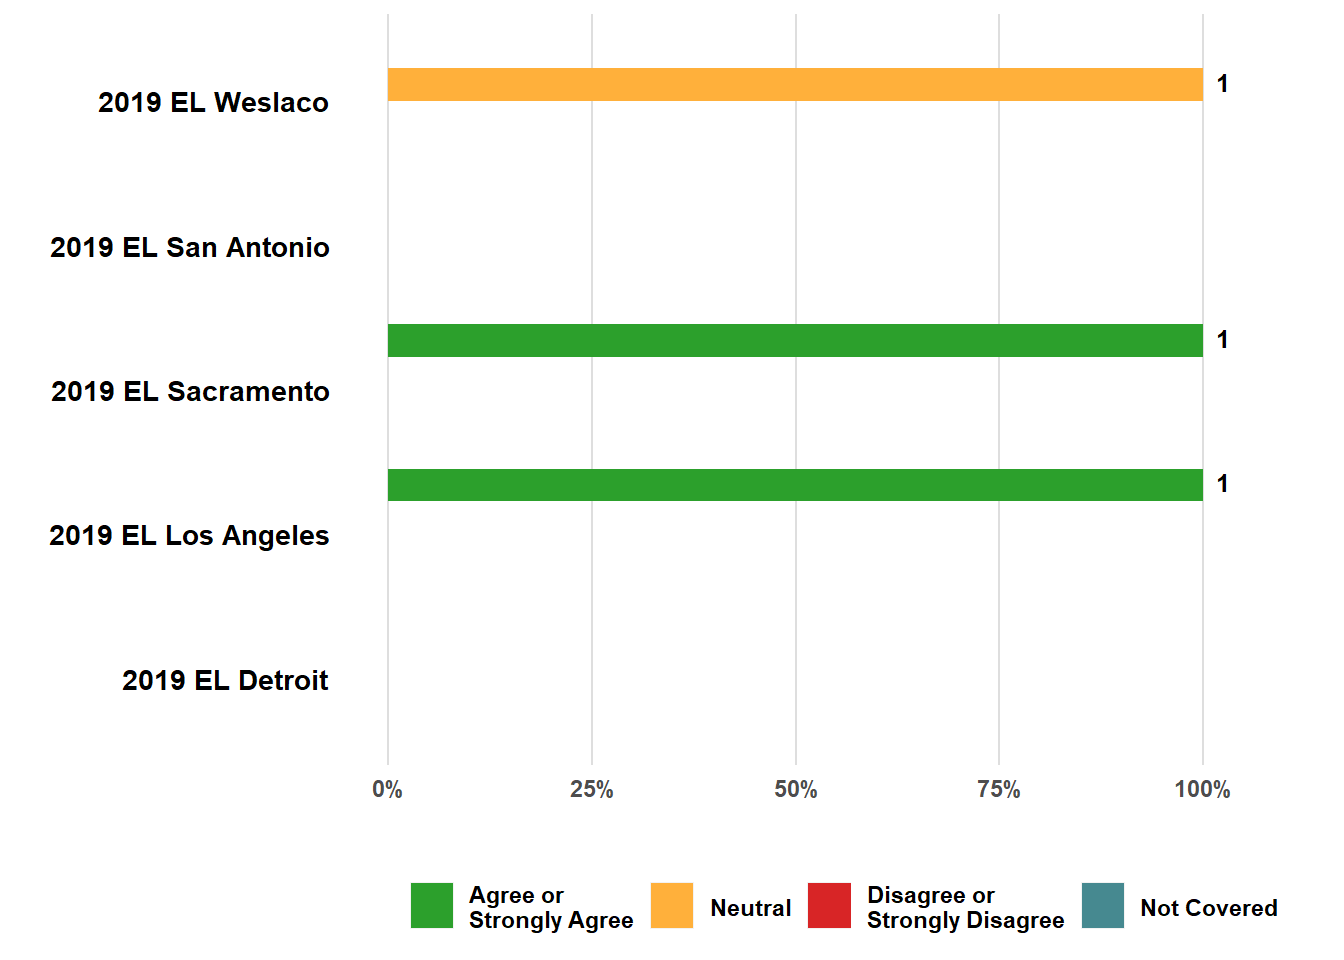 2019 EL Weslaco
1
2019 EL San Antonio
1
2019 EL Sacramento
1
2019 EL Los Angeles
2019 EL Detroit
0%
25%
50%
75%
100%
Agree or
Strongly Agree
Neutral
Disagree or
Strongly Disagree
Not Covered